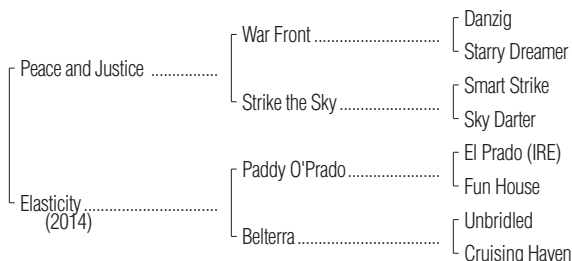 Danzig
War Front
Starry Dreamer
Peace and Justice
Smart Strike
Strike the Sky
Sky Darter
El Prado (IRE)
Paddy O'Prado
Fun House
Elasticity
(2014)
Unbridled
Belterra
Cruising Haven